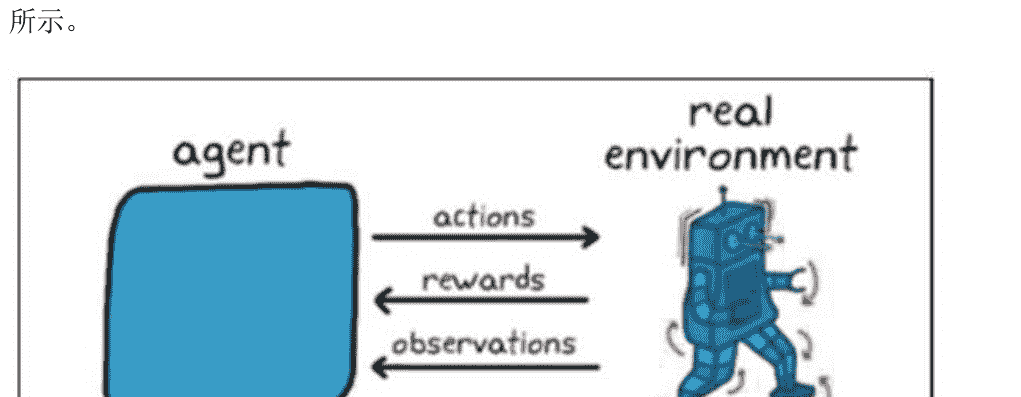 所示。
agent
real
environment
actions
rewards
observations